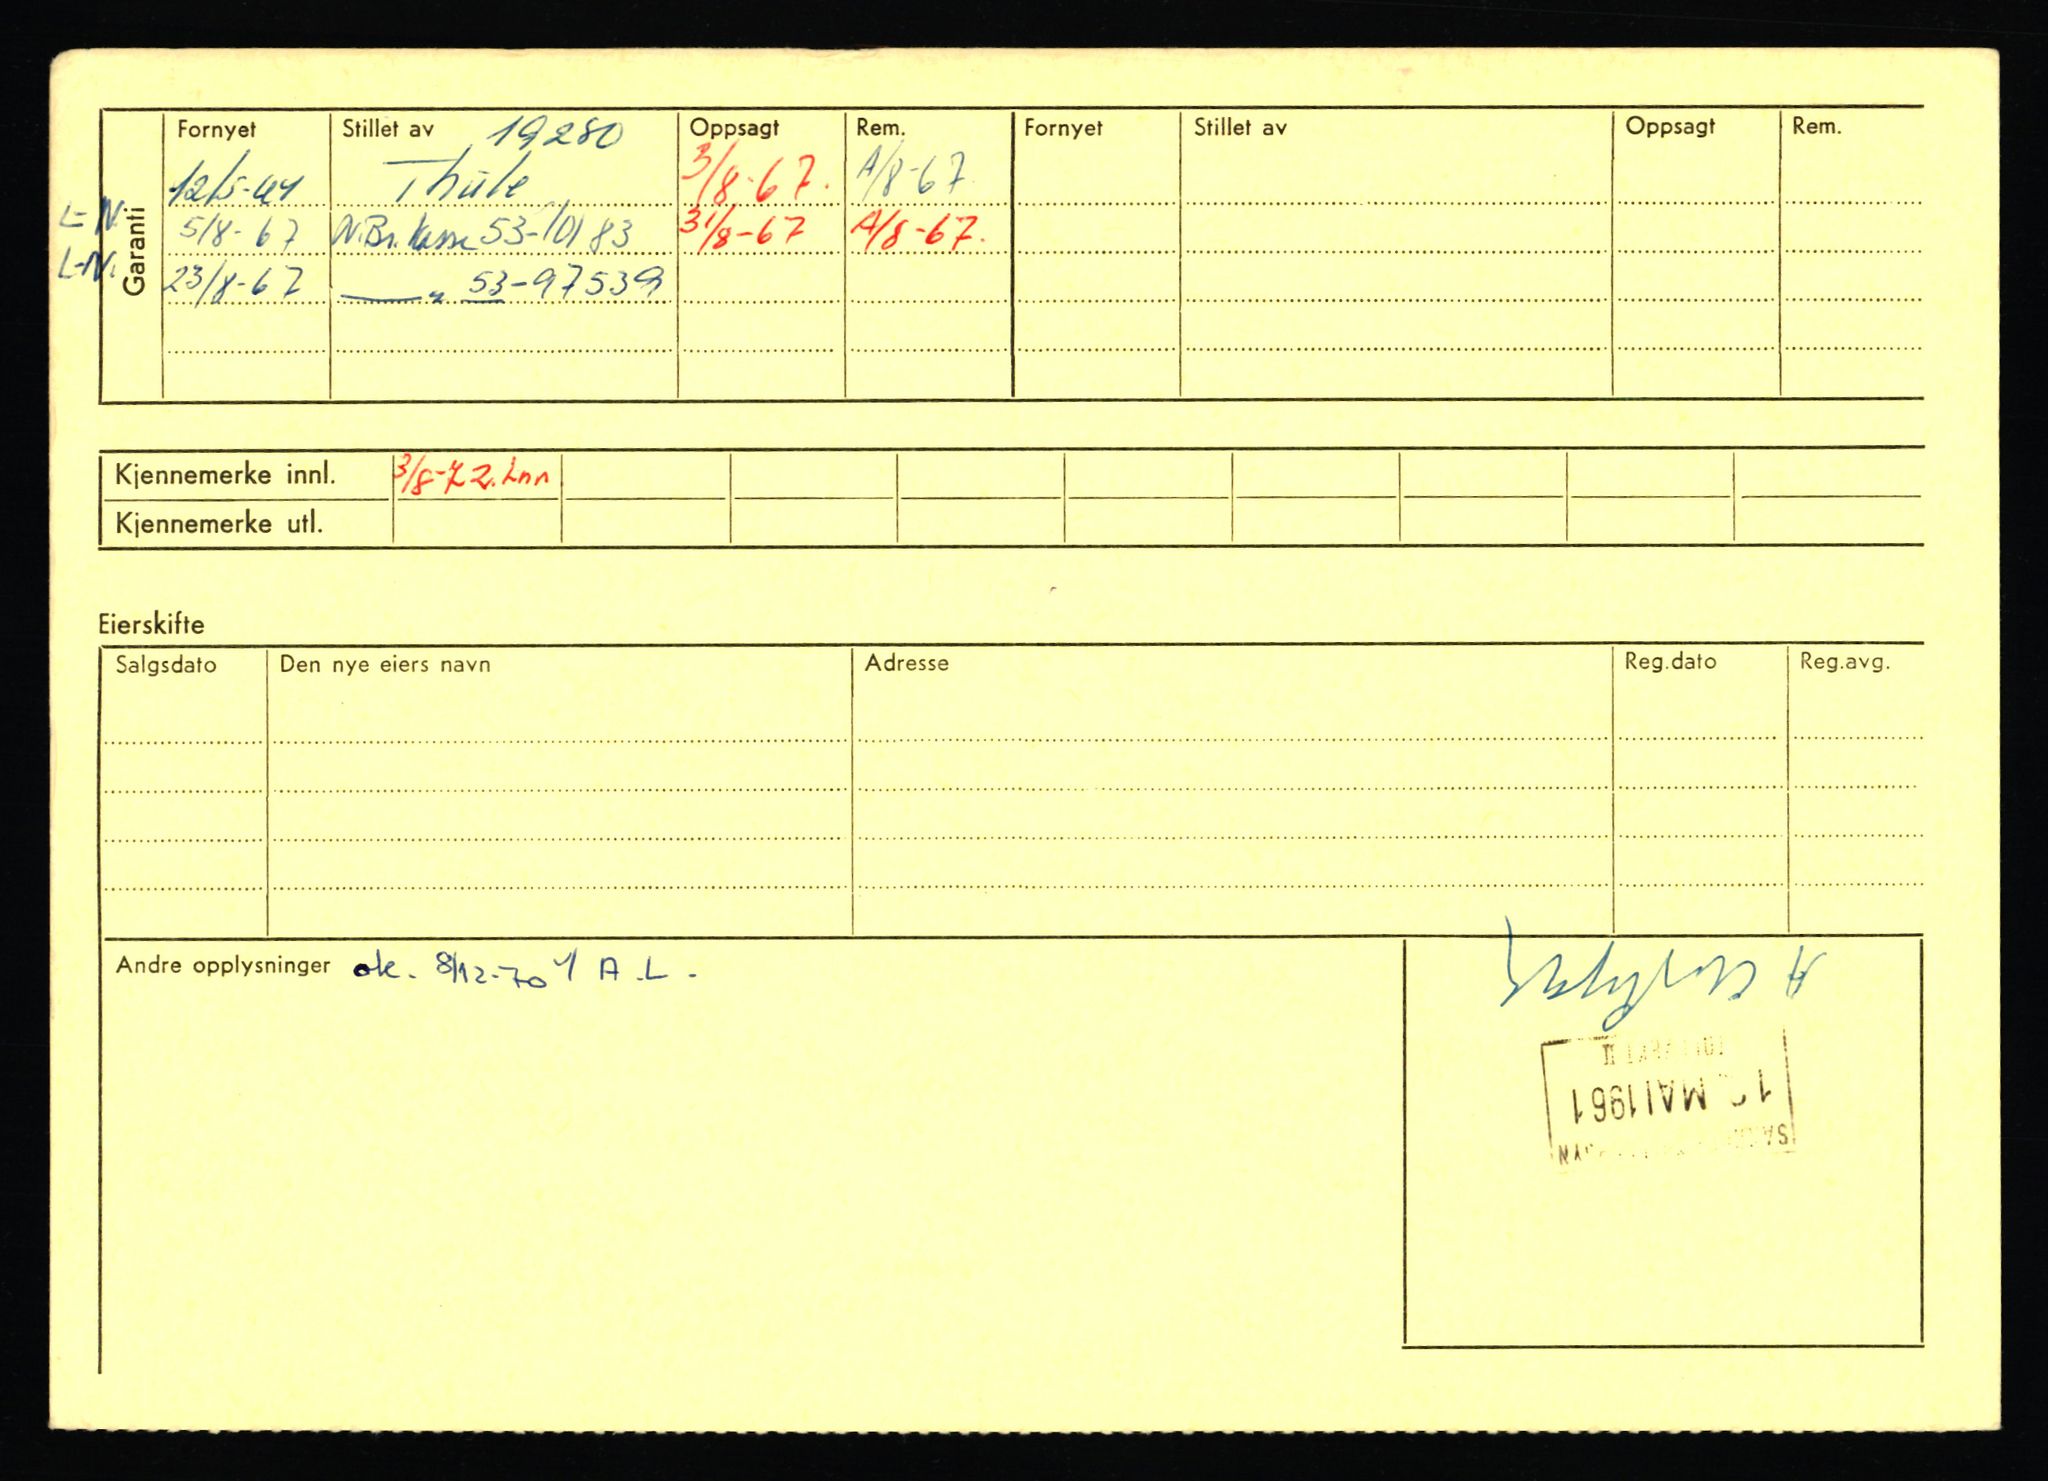 Garanti
Fornyet Stillet av 19280 Oppsagt Rem. Fornyet Stillet av Oppsagt Rem.
Thule 3/8-67. A/8-67
L-N. 5/8-67 N.Br.kasse 53-10183 31/8-67 A/8-67.
L-N. 23/8-67 —— " 53-97539
Kjennemerke innl. 3/8-72. Lnn
Kjennemerke utl.
Eierskifte
Salgsdato Den nye eiers navn Adresse Reg.dato Reg.avg.
Andre opplysninger ok. 8/12-70 A.L.
MAI 1961